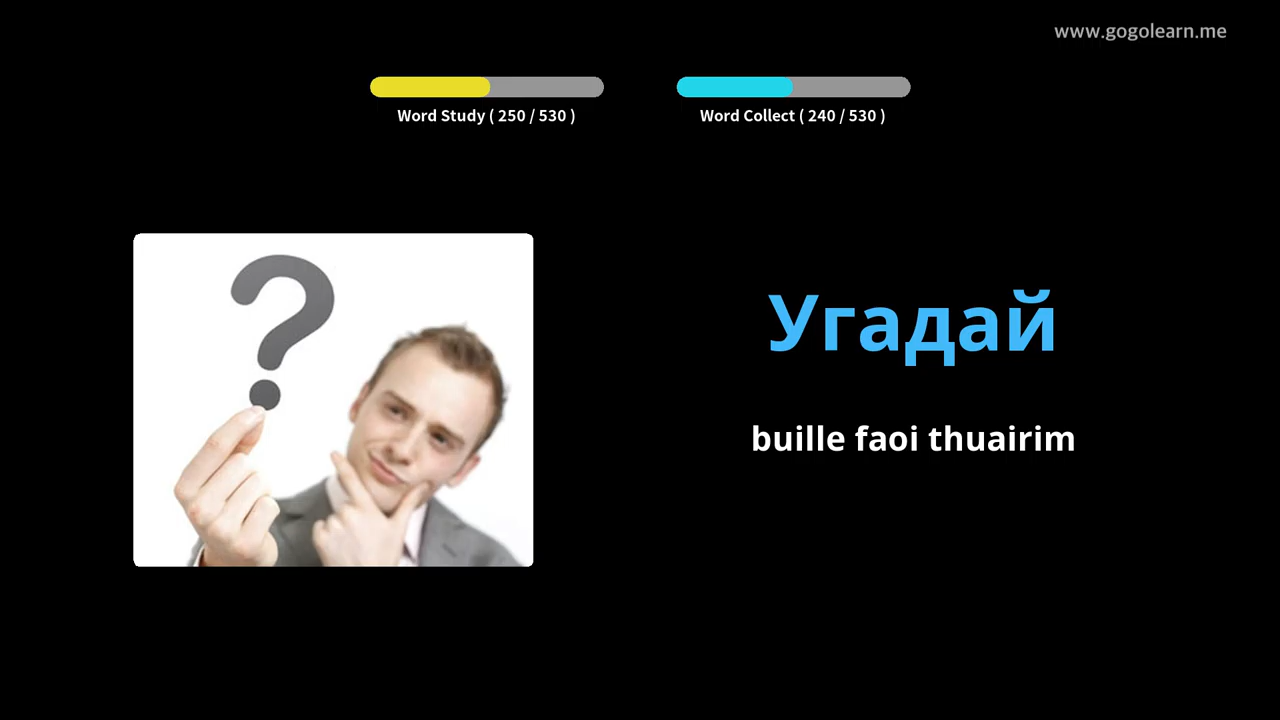 www.gogolearn.me
Word Study ( 250 / 530 )
Word Collect ( 240 / 530 )
?
Угадай
buille faoi thuairim